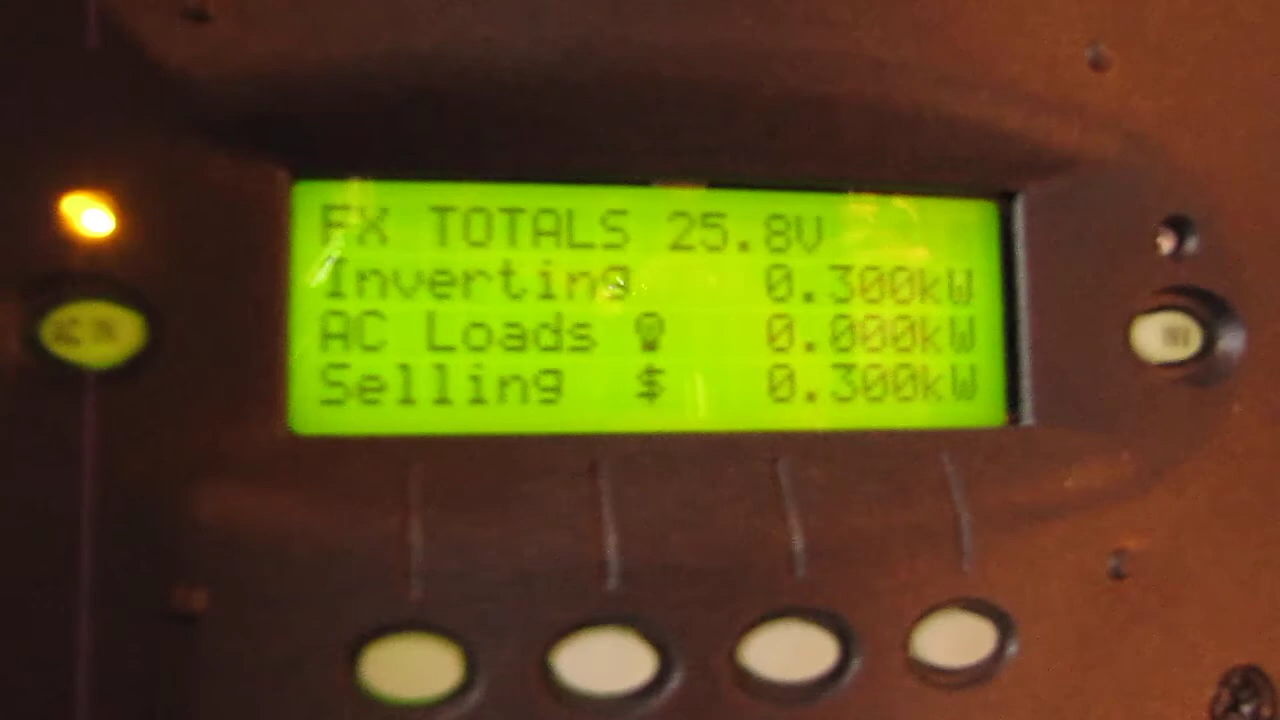 FX TOTALS 25.8V
Inverting 0.300kW
AC Loads 0.000kW
Selling $ 0.300kW